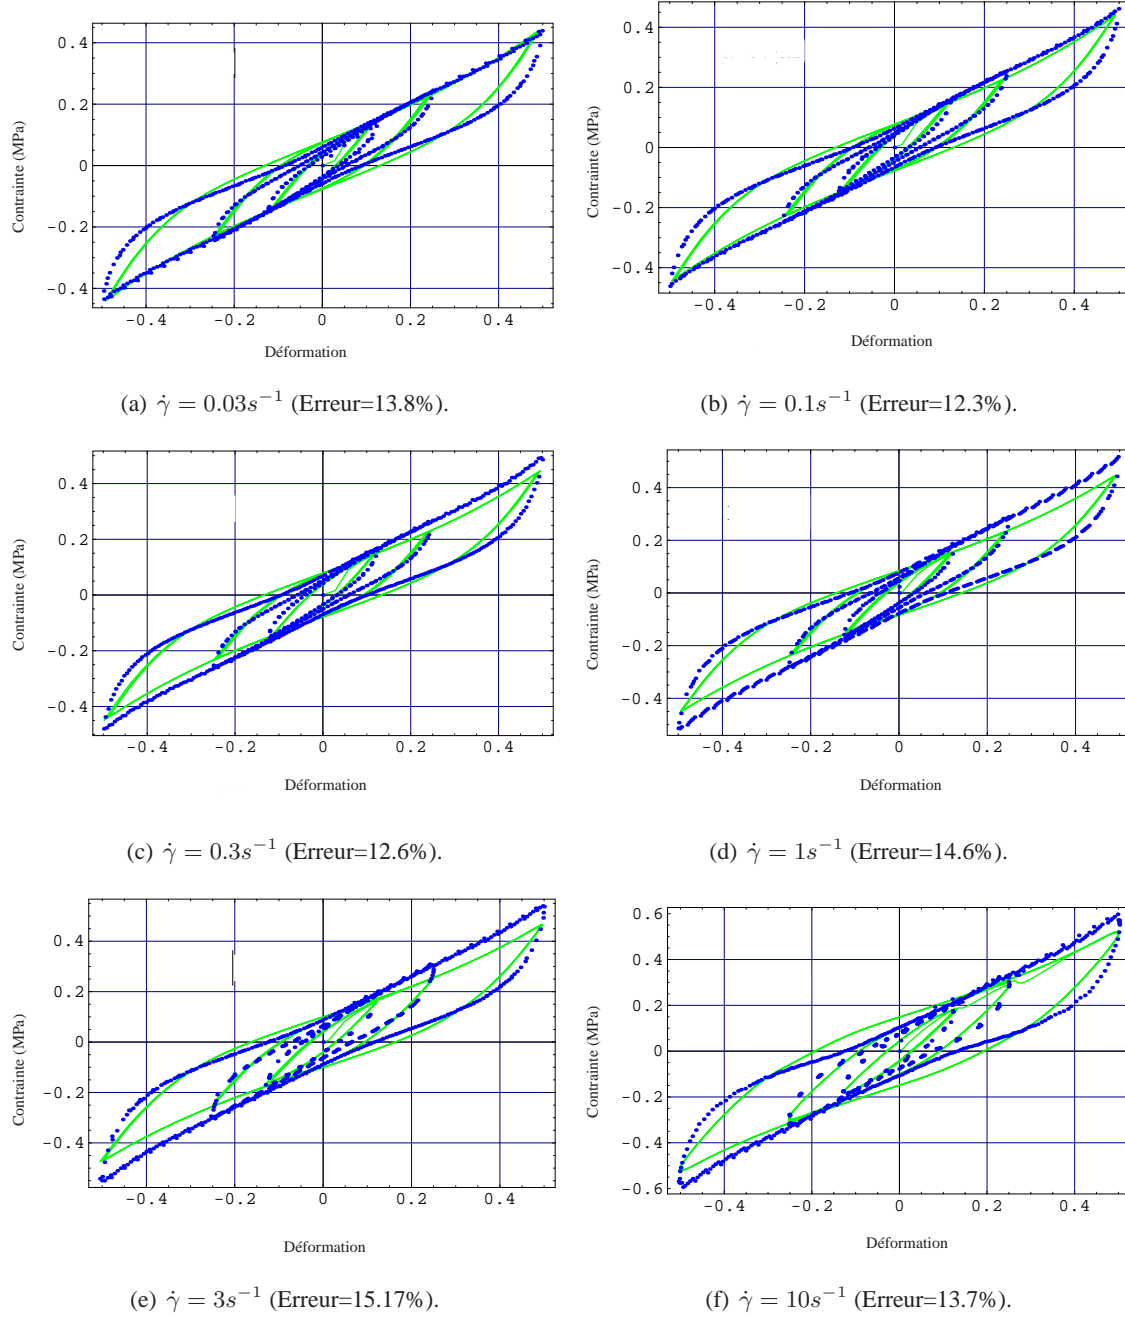 0.4
0.2
0
-0.2
-0.4
-0.4 -0.2 0 0.2 0.4
Contrainte (MPa)
Déformation
(a) γ̇ = 0.03s⁻¹ (Erreur=13.8%).
0.4
0.2
0
-0.2
-0.4
-0.4 -0.2 0 0.2 0.4
Contrainte (MPa)
Déformation
(b) γ̇ = 0.1s⁻¹ (Erreur=12.3%).
0.4
0.2
0
-0.2
-0.4
-0.4 -0.2 0 0.2 0.4
Contrainte (MPa)
Déformation
(c) γ̇ = 0.3s⁻¹ (Erreur=12.6%).
0.4
0.2
0
-0.2
-0.4
-0.4 -0.2 0 0.2 0.4
Contrainte (MPa)
Déformation
(d) γ̇ = 1s⁻¹ (Erreur=14.6%).
0.4
0.2
0
-0.2
-0.4
-0.4 -0.2 0 0.2 0.4
Contrainte (MPa)
Déformation
(e) γ̇ = 3s⁻¹ (Erreur=15.17%).
0.6
0.4
0.2
0
-0.2
-0.4
-0.6
-0.4 -0.2 0 0.2 0.4
Contrainte (MPa)
Déformation
(f) γ̇ = 10s⁻¹ (Erreur=13.7%).